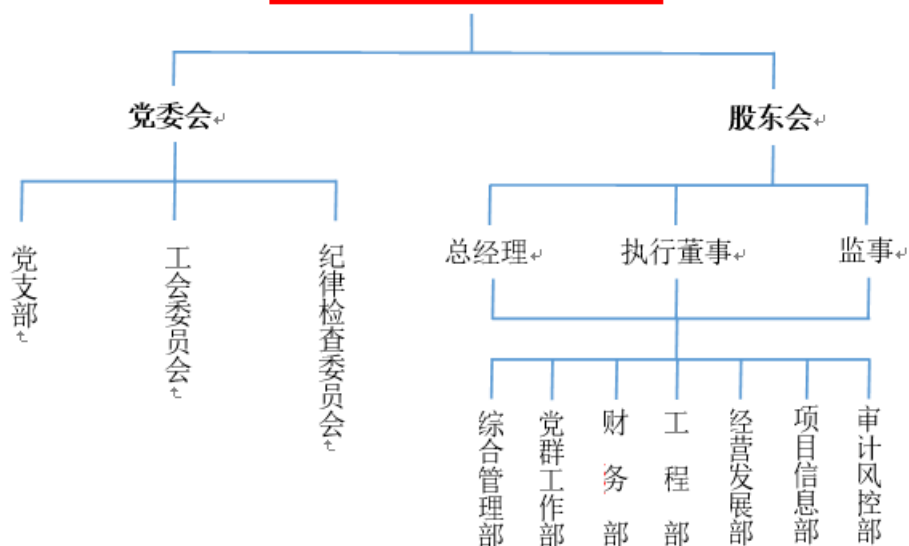 党委会
股东会
党支部
工会委员会
纪律检查委员会
总经理
执行董事
监事
综合管理部
党群工作部
财务部
工程部
经营发展部
项目信息部
审计风控部